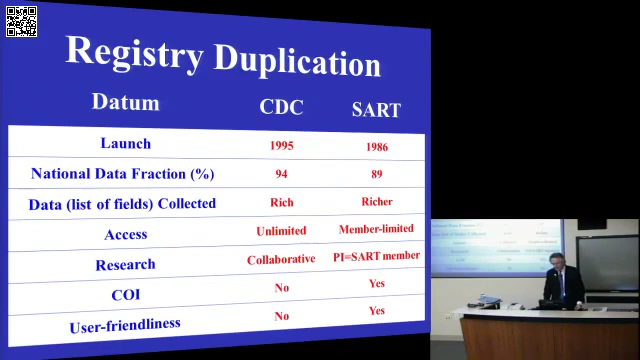 Registry Duplication
Datum CDC SART
Launch 1995 1986
National Data Fraction (%) 94 89
Data (list of fields) Collected Rich Richer
Access Unlimited Member-limited
Research Collaborative PI=SART member
COI No Yes
User-friendliness No Yes